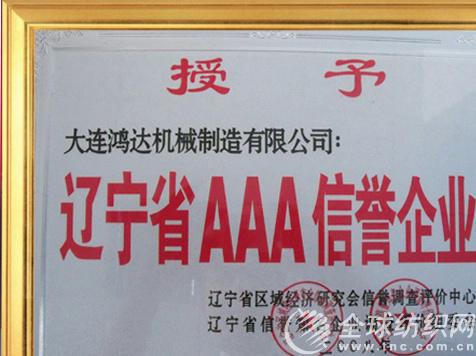 授予
大连鸿达机械制造有限公司:
辽宁省AAA信誉企业
辽宁省区域经济研究会信誉调查评价中心
辽宁省信誉
全球纺织网
www.tnc.com.cn